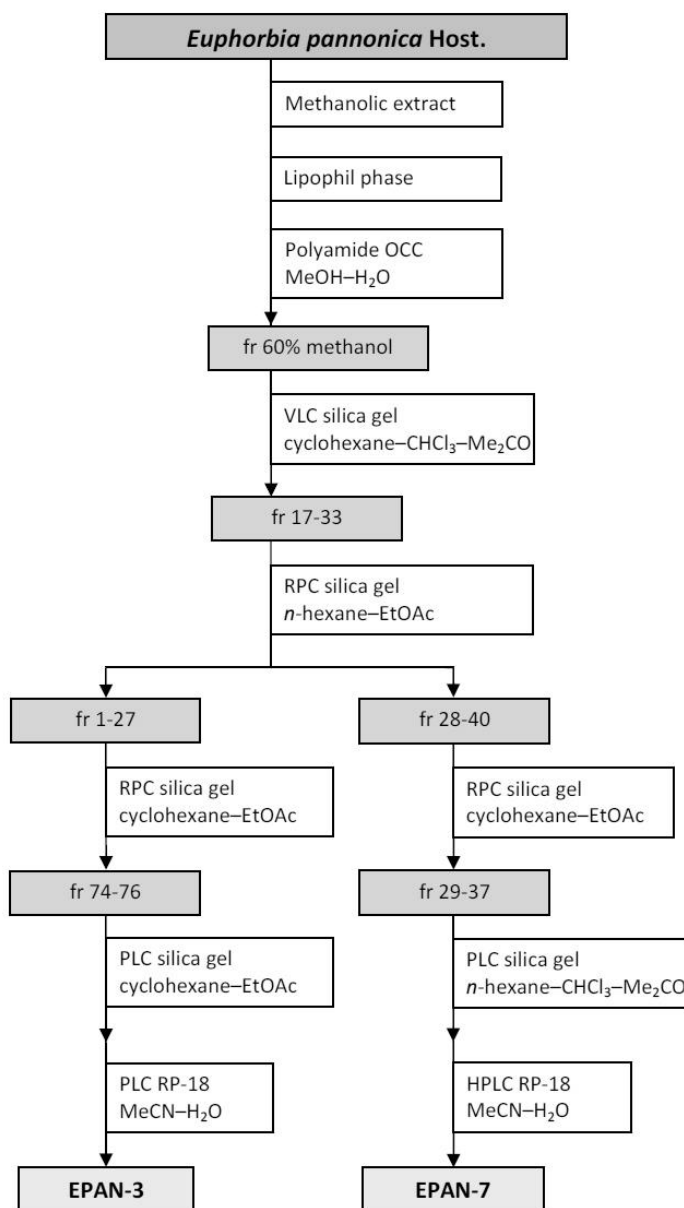 Euphorbia pannonica Host.
Methanolic extract
Lipophil phase
Polyamide OCC
MeOH–H₂O
fr 60% methanol
VLC silica gel
cyclohexane–CHCl₃–Me₂CO
fr 17-33
RPC silica gel
n-hexane–EtOAc
fr 1-27
fr 28-40
RPC silica gel
cyclohexane–EtOAc
RPC silica gel
cyclohexane–EtOAc
fr 74-76
fr 29-37
PLC silica gel
cyclohexane–EtOAc
PLC silica gel
n-hexane–CHCl₃–Me₂CO
PLC RP-18
MeCN–H₂O
HPLC RP-18
MeCN–H₂O
EPAN-3
EPAN-7